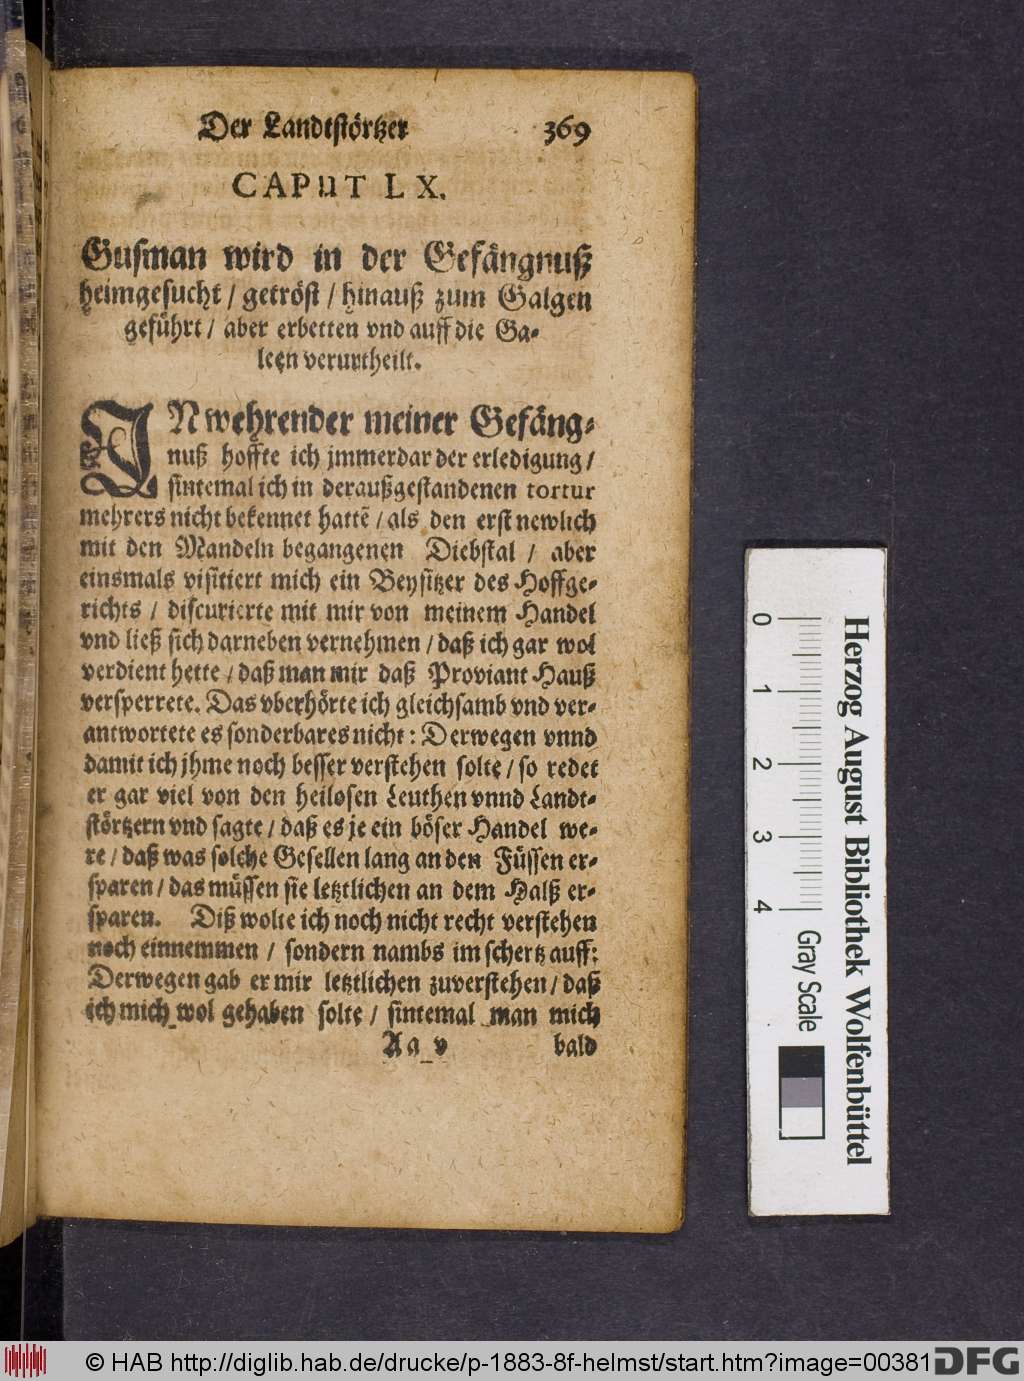 Der Landtstörtzer 369
CAPUT LX.
Gusman wird in der Gefängnuß
heimgesucht / getröst / hinauß zum Galgen
geführt / aber erbetten vnd auff die Ga-
leen verurtheilt.
IN wehrender meiner Gefäng-
nuß hoffte ich jmmerdar der erledigung /
sintemal ich in deraußgestandenen tortur
mehrers nicht bekennet hattẽ / als den erst newlich
mit den Mandeln begangenen Diebstal / aber
einsmals visitiert mich ein Beysitzer des Hoffge-
richts / discurierte mit mir von meinem Handel
vnd ließ sich darneben vernehmen / daß ich gar wol
verdient hette / daß man mir daß Proviant Hauß
versperrete. Das vberhörte ich gleichsamb vnd ver-
antwortete es sonderbares nicht: Derwegen vnnd
damit ich jhme noch besser verstehen solte / so redet
er gar viel von den heilosen Leuthen vnnd Landt-
störtzern vnd sagte / daß es je ein böser Handel we-
re / daß was solche Gesellen lang an den Füssen er-
sparen / das müssen sie letztlichen an dem Halß er-
sparen. Diß wolte ich noch nicht recht verstehen
noch einnemmen / sondern nambs im schertz auff:
Derwegen gab er mir letztlichen zuverstehen / daß
ich mich wol gehaben solte / sintemal man mich
Aa v bald
Herzog August Bibliothek Wolfenbüttel
0 1 2 3 4 Gray Scale
© HAB http://diglib.hab.de/drucke/p-1883-8f-helmst/start.htm?image=00381 DFG